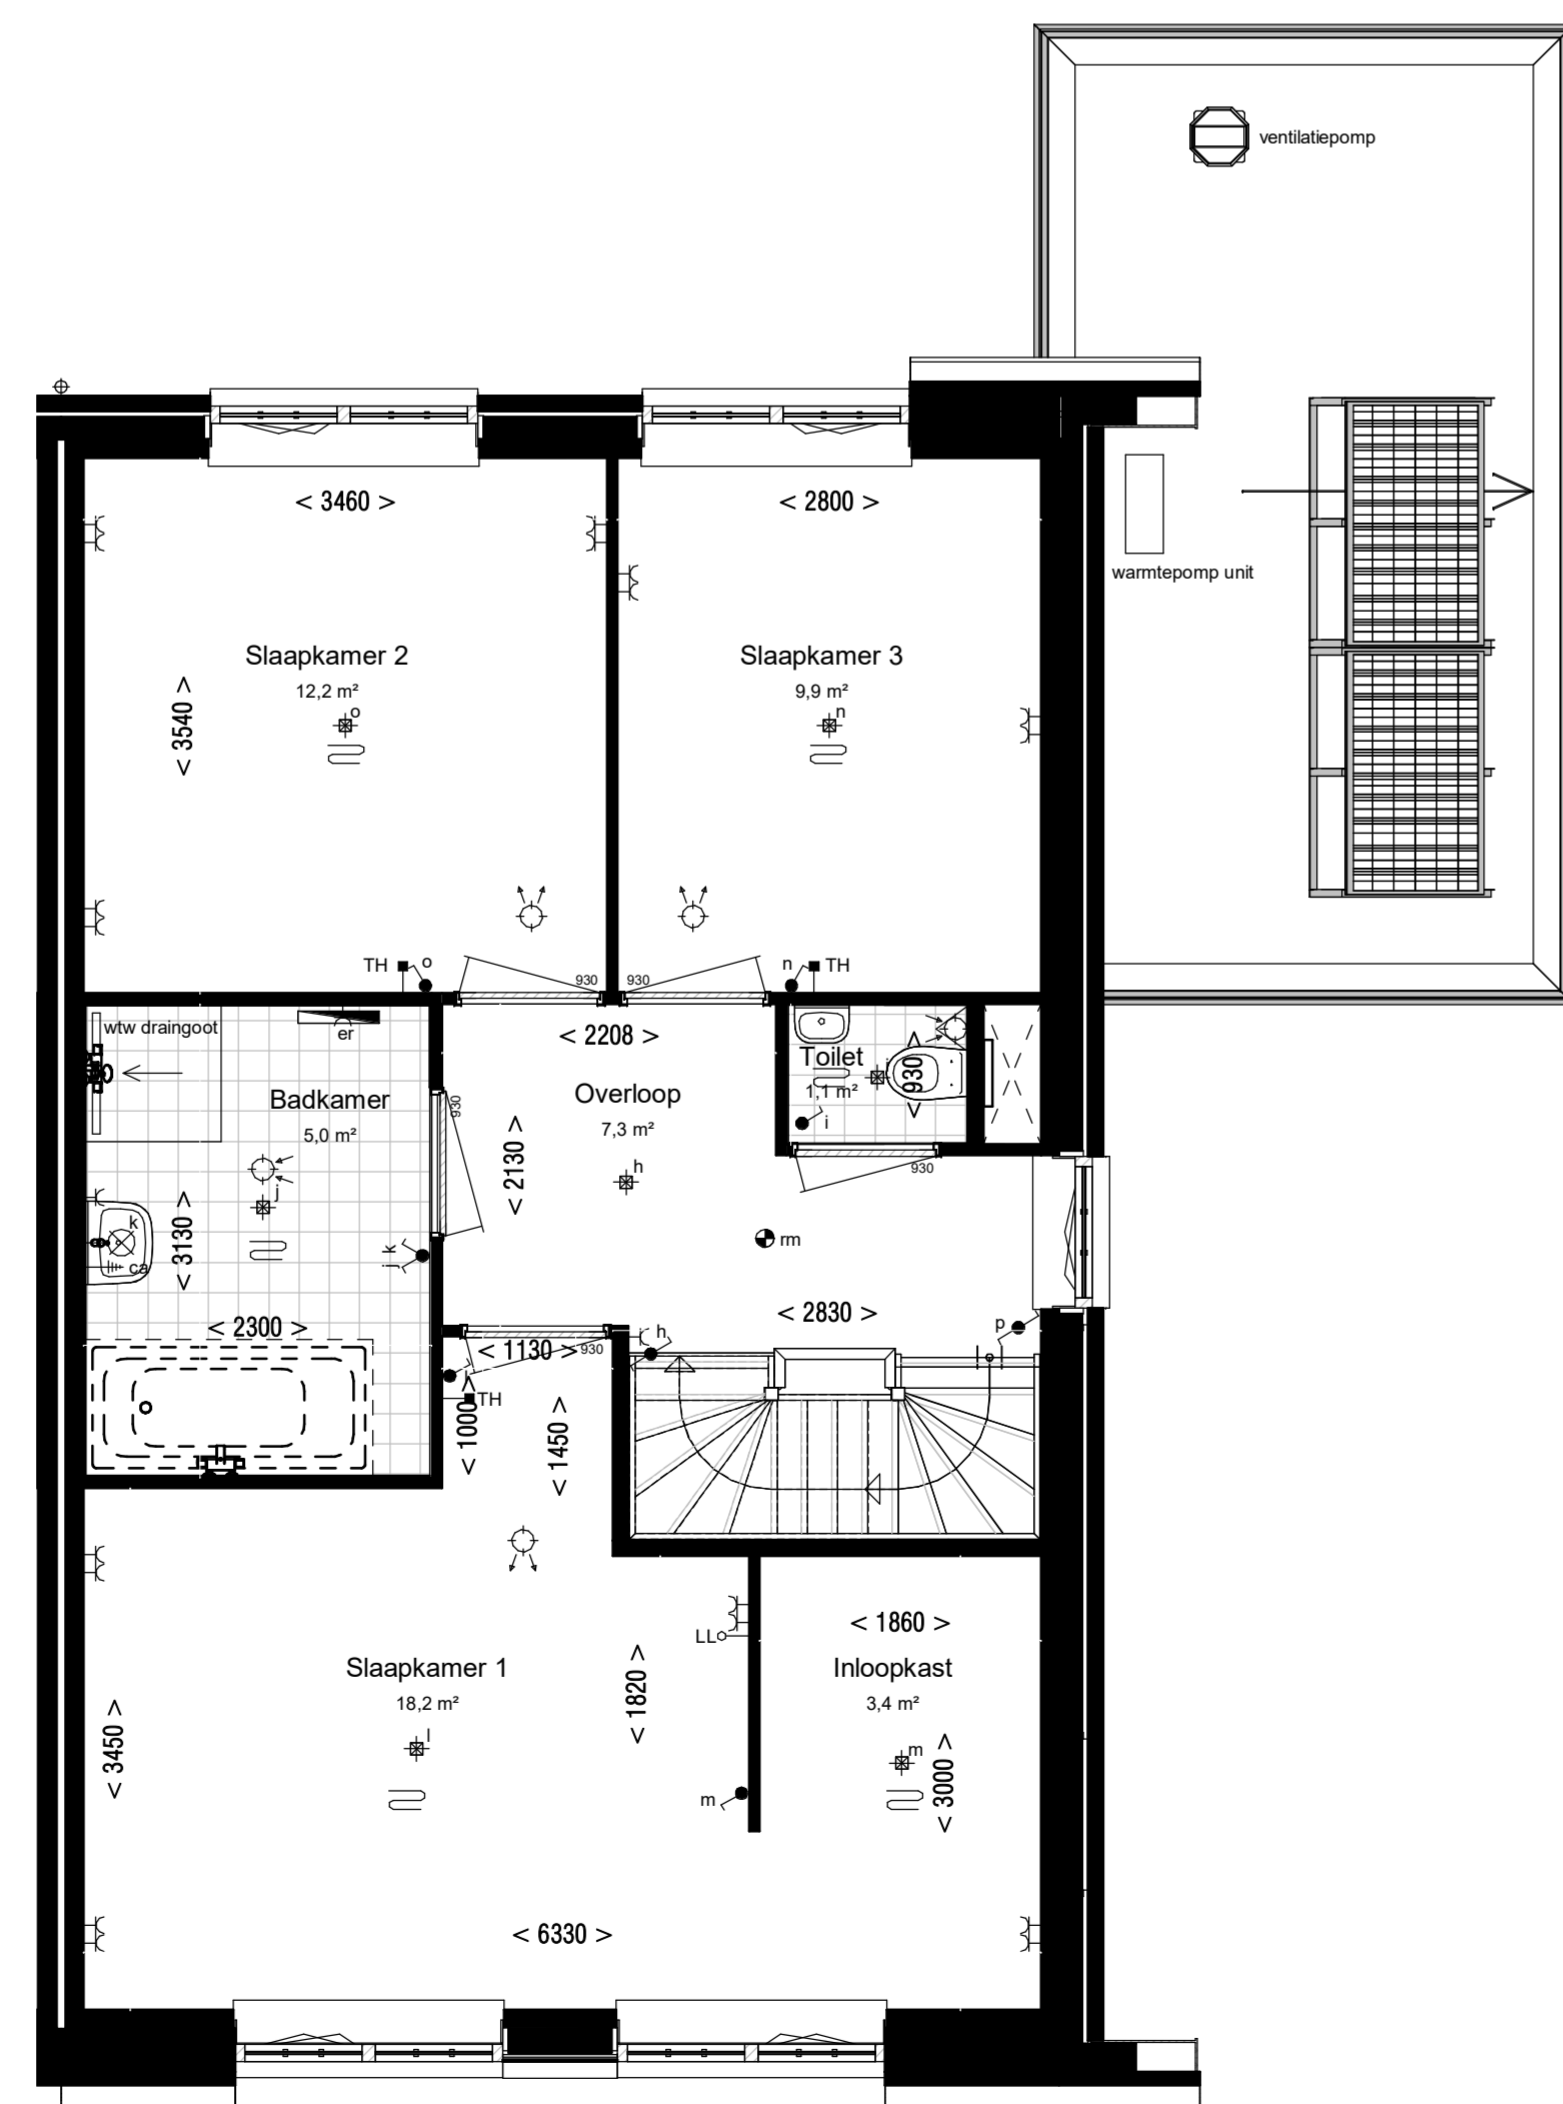 ventilatiepomp
< 3460 >
< 2800 >
warmtepomp unit
Slaapkamer 2
12,2 m²
o
< 3540 >
Slaapkamer 3
9,9 m²
n
TH
o
930
930
n
TH
wtw draingoot
er
< 2208 >
Toilet
1,1 m²
< 930 >
i
930
Badkamer
5,0 m²
930
Overloop
7,3 m²
h
< 2130 >
j
k
ca
< 3130 >
j k
rm
< 2300 >
< 2830 >
p
h
< 1130 >
930
TH
< 1000 >
< 1450 >
LL
< 1860 >
Slaapkamer 1
18,2 m²
l
< 1820 >
Inloopkast
3,4 m²
m
< 3450 >
< 3000 >
m
< 6330 >